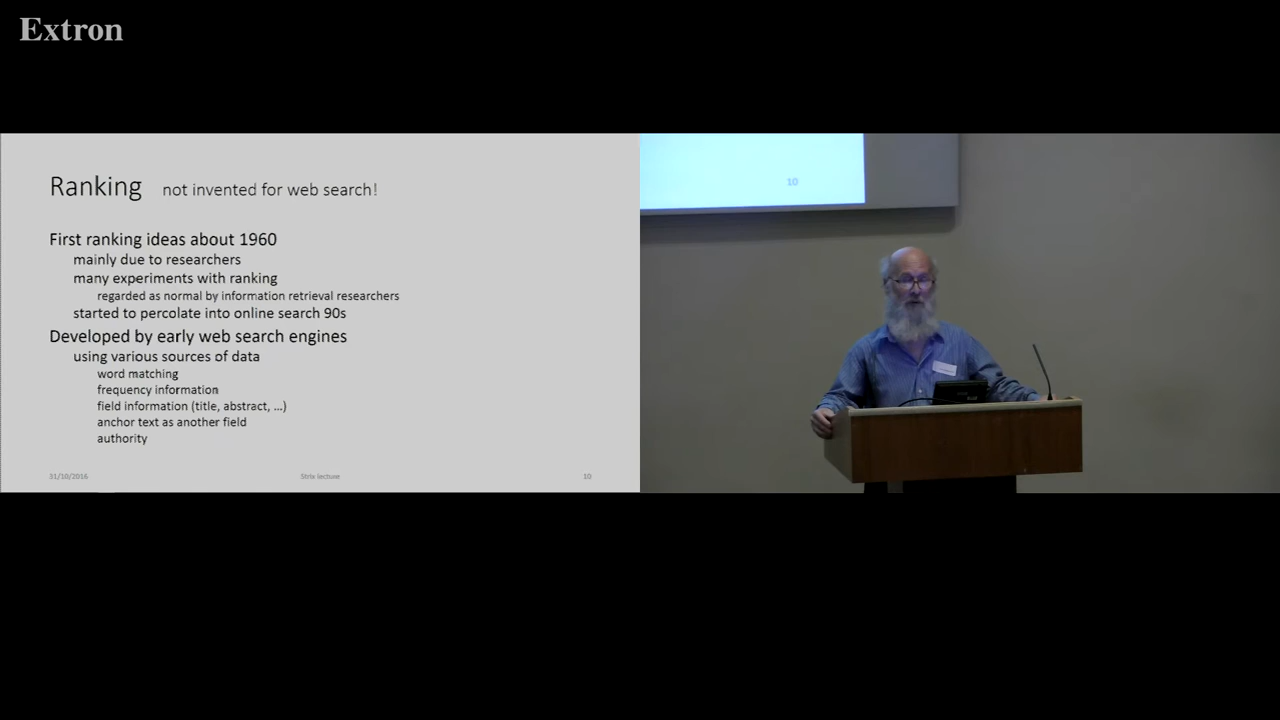 Extron
Ranking not invented for web search!
First ranking ideas about 1960
mainly due to researchers
many experiments with ranking
regarded as normal by information retrieval researchers
started to percolate into online search 90s
Developed by early web search engines
using various sources of data
word matching
frequency information
field information (title, abstract, ...)
anchor text as another field
authority
31/10/2016 Strix lecture 10
10